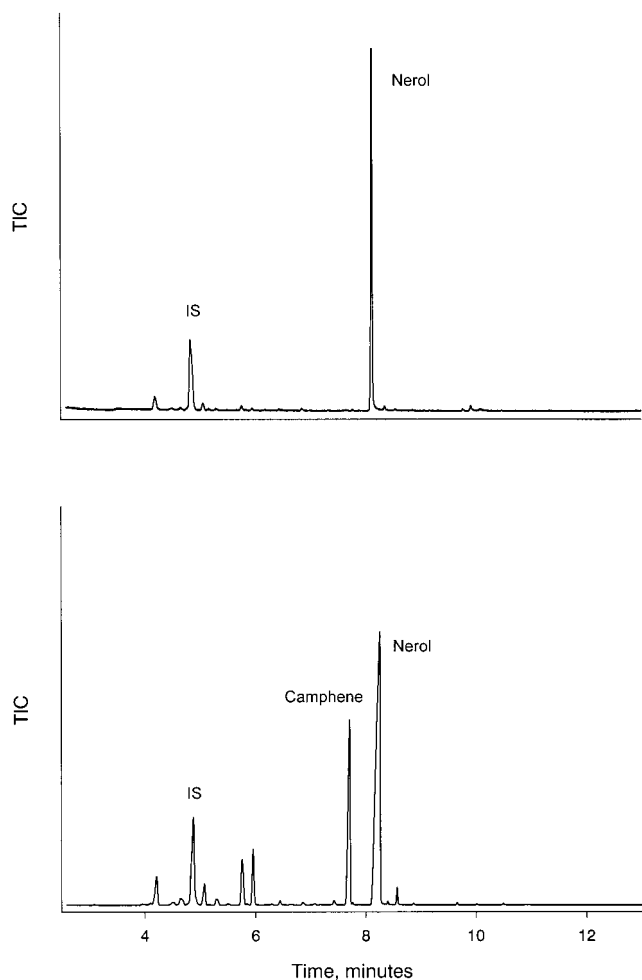 Nerol
TIC
IS
Nerol
Camphene
TIC
IS
4 6 8 10 12
Time, minutes